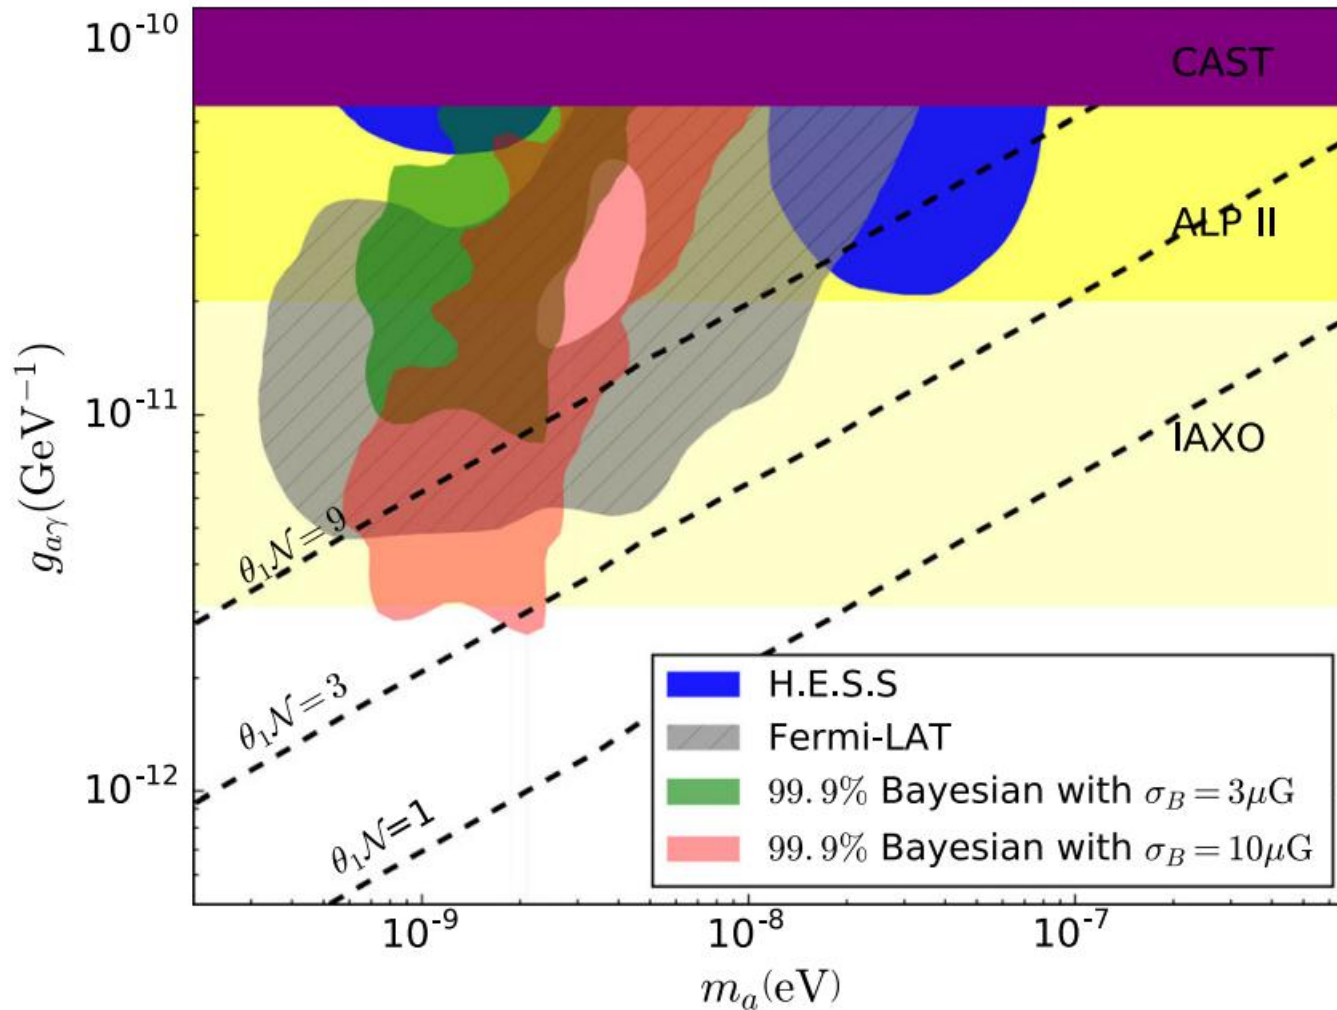 10⁻¹⁰
CAST
ALP II
10⁻¹¹
IAXO
g_{aγ}(GeV⁻¹)
θ₁𝒩=9
θ₁𝒩=3
10⁻¹²
θ₁𝒩=1
H.E.S.S
Fermi-LAT
99.9% Bayesian with σ_B = 3μG
99.9% Bayesian with σ_B = 10μG
10⁻⁹ 10⁻⁸ 10⁻⁷
m_a(eV)